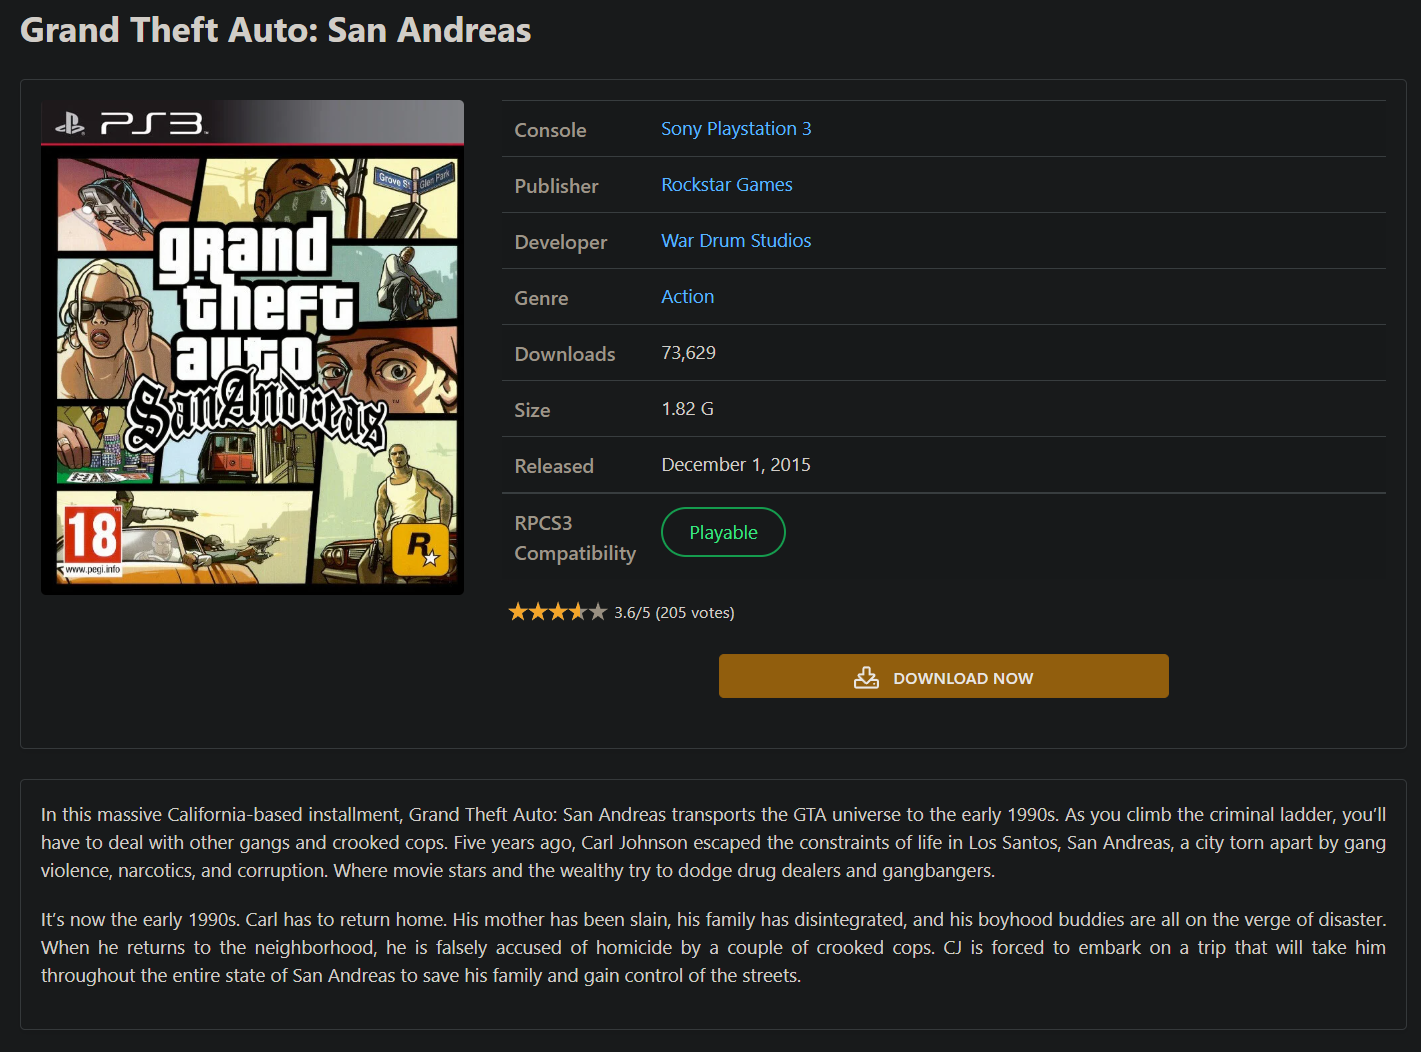 Grand Theft Auto: San Andreas
PS3
Grove St Glen Park
grand
theft
auto
San Andreas
TM
18
www.pegi.info
R
Console Sony Playstation 3
Publisher Rockstar Games
Developer War Drum Studios
Genre Action
Downloads 73,629
Size 1.82 G
Released December 1, 2015
RPCS3
Compatibility
Playable
3.6/5 (205 votes)
DOWNLOAD NOW
In this massive California-based installment, Grand Theft Auto: San Andreas transports the GTA universe to the early 1990s. As you climb the criminal ladder, you’ll
have to deal with other gangs and crooked cops. Five years ago, Carl Johnson escaped the constraints of life in Los Santos, San Andreas, a city torn apart by gang
violence, narcotics, and corruption. Where movie stars and the wealthy try to dodge drug dealers and gangbangers.
It’s now the early 1990s. Carl has to return home. His mother has been slain, his family has disintegrated, and his boyhood buddies are all on the verge of disaster.
When he returns to the neighborhood, he is falsely accused of homicide by a couple of crooked cops. CJ is forced to embark on a trip that will take him
throughout the entire state of San Andreas to save his family and gain control of the streets.